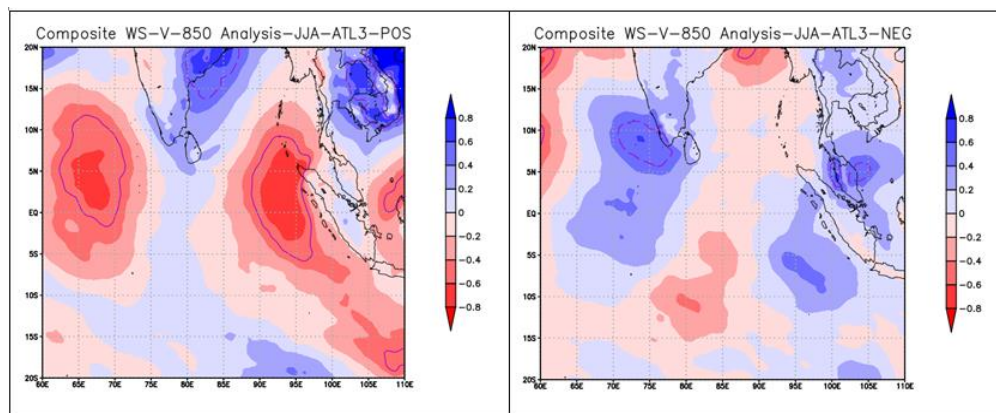 Composite WS-V-850 Analysis-JJA-ATL3-POS
20N
15N
10N
5N
EQ
5S
10S
15S
20S
60E 65E 70E 75E 80E 85E 90E 95E 100E 105E 110E
0.8
0.6
0.4
0.2
0
-0.2
-0.4
-0.6
-0.8
Composite WS-V-850 Analysis-JJA-ATL3-NEG
20N
15N
10N
5N
EQ
5S
10S
15S
20S
60E 65E 70E 75E 80E 85E 90E 95E 100E 105E 110E
0.8
0.6
0.4
0.2
0
-0.2
-0.4
-0.6
-0.8